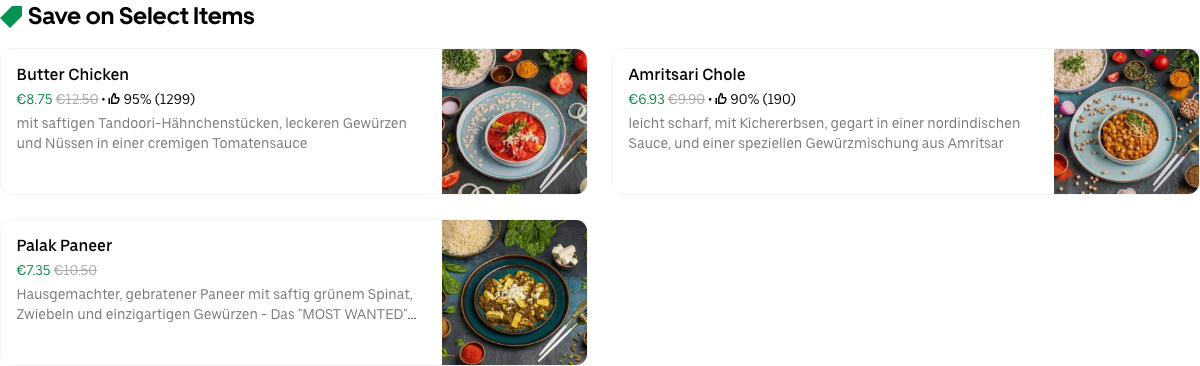 Save on Select Items
Butter Chicken
€8.75 €12.50 • 95% (1299)
mit saftigen Tandoori-Hähnchenstücken, leckeren Gewürzen
und Nüssen in einer cremigen Tomatensauce
Amritsari Chole
€6.93 €9.90 • 90% (190)
leicht scharf, mit Kichererbsen, gegart in einer nordindischen
Sauce, und einer speziellen Gewürzmischung aus Amritsar
Palak Paneer
€7.35 €10.50
Hausgemachter, gebratener Paneer mit saftig grünem Spinat,
Zwiebeln und einzigartigen Gewürzen - Das "MOST WANTED"...